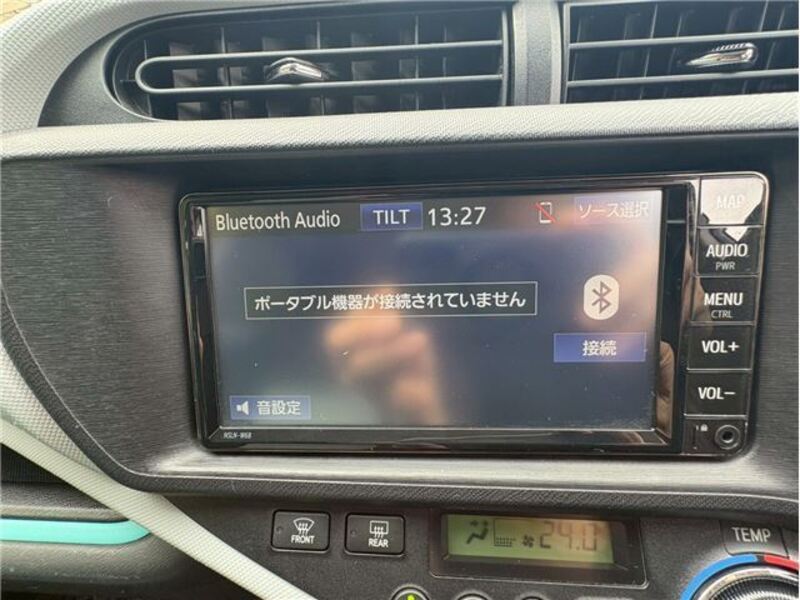 Bluetooth Audio TILT 13:27 ソース選択
MAP
AUDIO
PWR
ポータブル機器が接続されていません
MENU
CTRL
接続
VOL+
VOL−
音設定
NSLN-W68
FRONT
REAR
24.0
TEMP